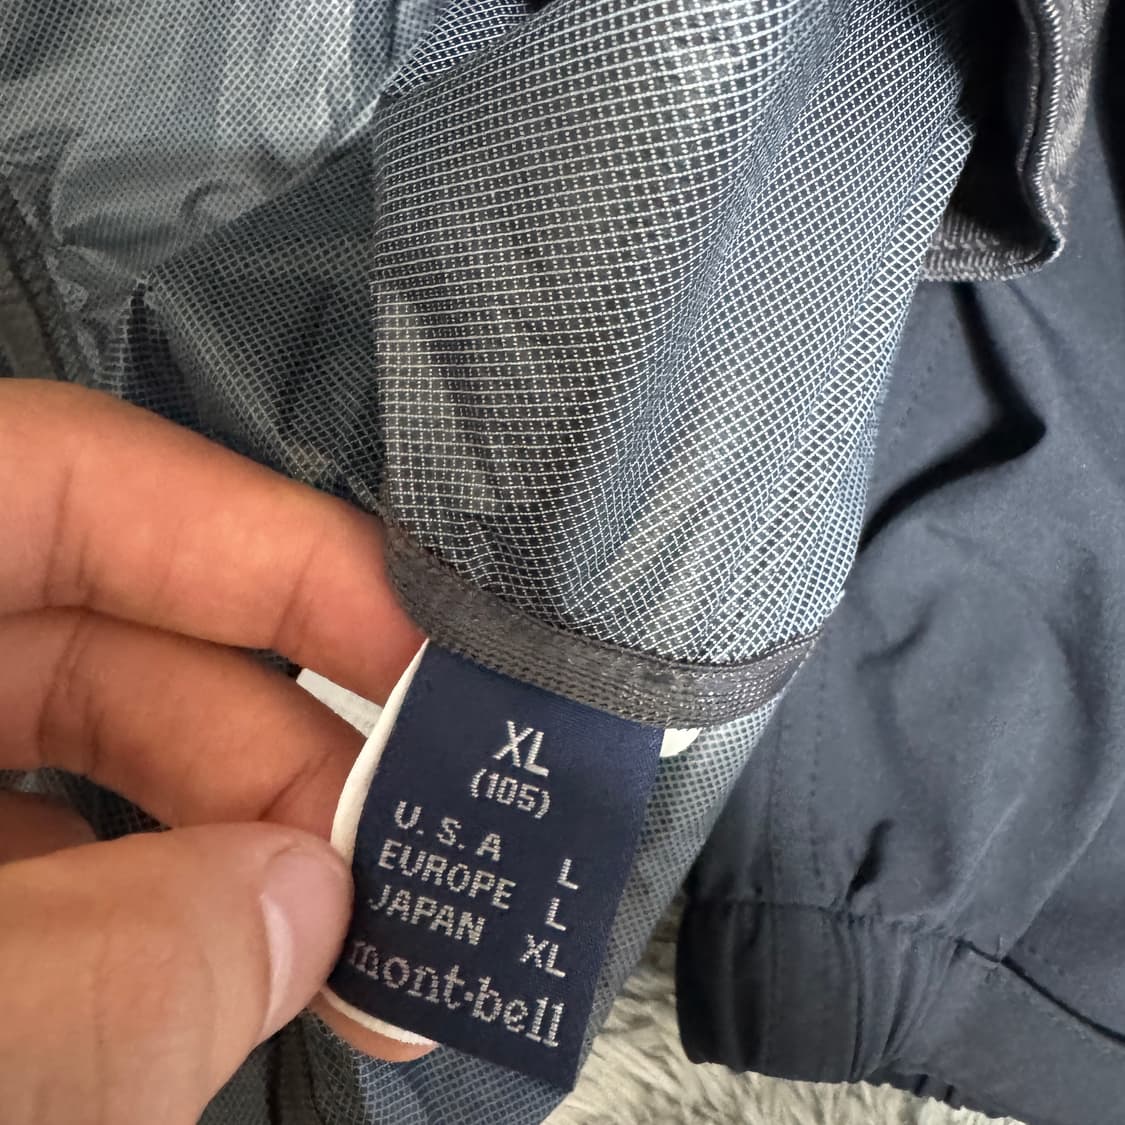 XL
(105)
U.S.A L
EUROPE L
JAPAN XL
mont-bell